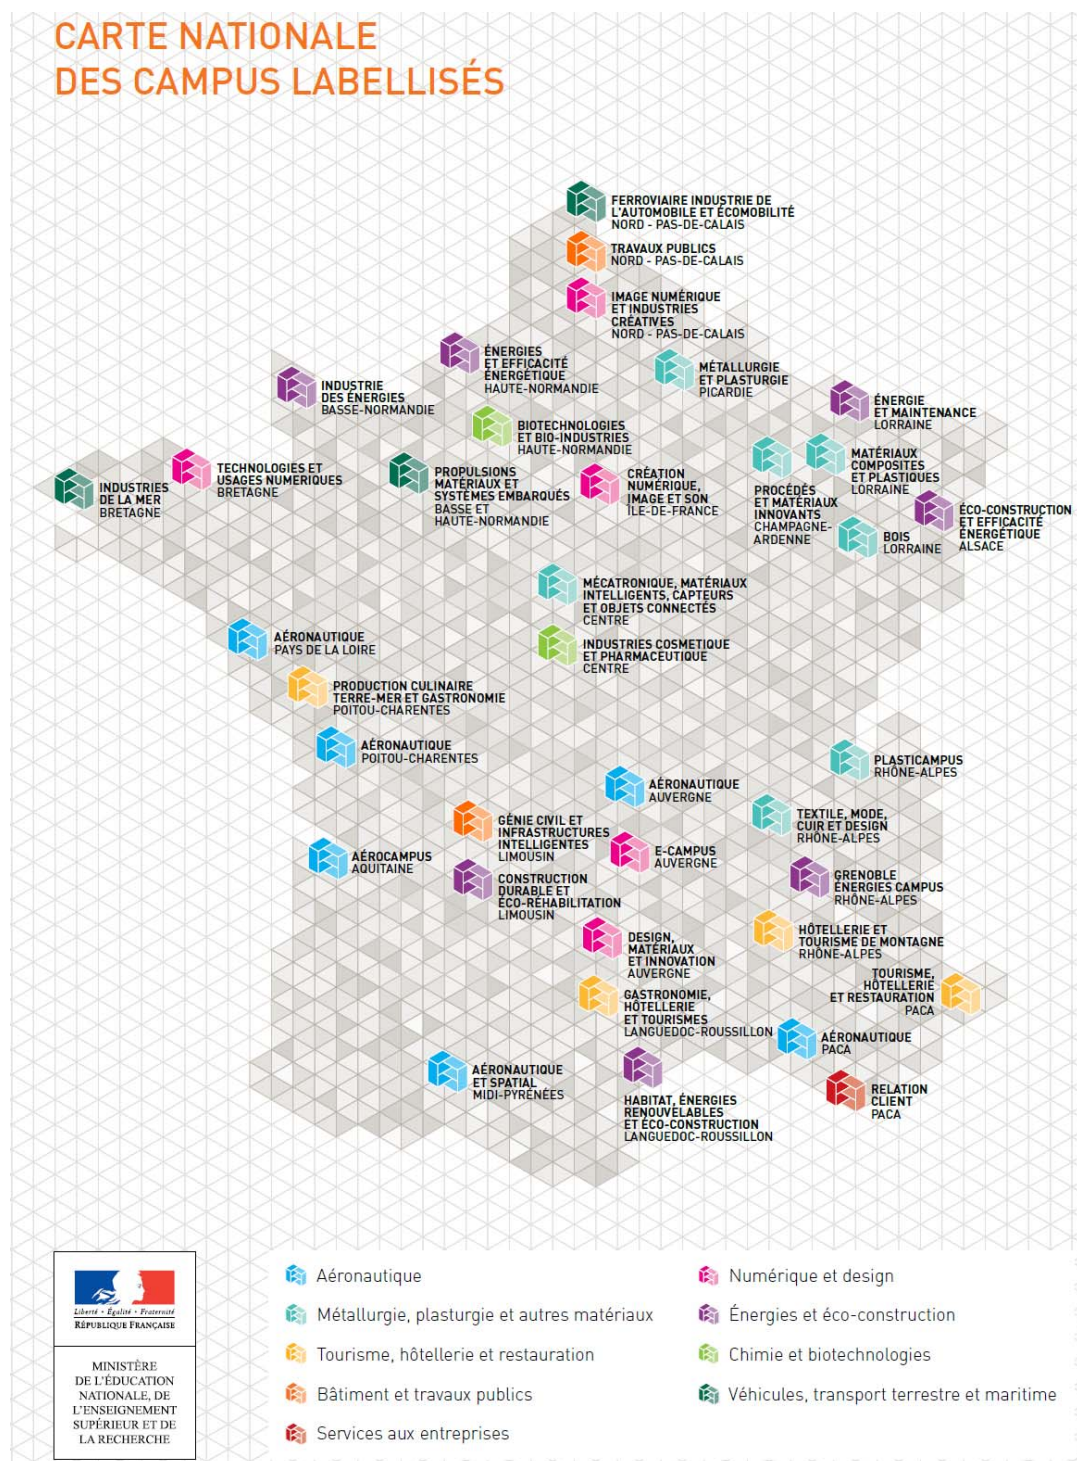 CARTE NATIONALE
DES CAMPUS LABELLISÉS
FERROVIAIRE INDUSTRIE DE
L'AUTOMOBILE ET ÉCOMOBILITÉ
NORD - PAS-DE-CALAIS
TRAVAUX PUBLICS
NORD - PAS-DE-CALAIS
IMAGE NUMÉRIQUE
ET INDUSTRIES
CRÉATIVES
NORD - PAS-DE-CALAIS
ÉNERGIES
ET EFFICACITÉ
ÉNERGÉTIQUE
HAUTE-NORMANDIE
MÉTALLURGIE
ET PLASTURGIE
PICARDIE
INDUSTRIE
DES ÉNERGIES
BASSE-NORMANDIE
ÉNERGIE
ET MAINTENANCE
LORRAINE
BIOTECHNOLOGIES
ET BIO-INDUSTRIES
HAUTE-NORMANDIE
MATÉRIAUX
COMPOSITES
ET PLASTIQUES
LORRAINE
TECHNOLOGIES ET
USAGES NUMERIQUES
BRETAGNE
PROPULSIONS
MATÉRIAUX ET
SYSTÈMES EMBARQUÉS
BASSE ET
HAUTE-NORMANDIE
CRÉATION
NUMÉRIQUE,
IMAGE ET SON
ÎLE-DE-FRANCE
INDUSTRIES
DE LA MER
BRETAGNE
PROCÉDÉS
ET MATÉRIAUX
INNOVANTS
CHAMPAGNE-
ARDENNE
ÉCO-CONSTRUCTION
ET EFFICACITÉ
ÉNERGÉTIQUE
ALSACE
BOIS
LORRAINE
MÉCATRONIQUE, MATÉRIAUX
INTELLIGENTS, CAPTEURS
ET OBJETS CONNECTÉS
CENTRE
AÉRONAUTIQUE
PAYS DE LA LOIRE
INDUSTRIES COSMETIQUE
ET PHARMACEUTIQUE
CENTRE
PRODUCTION CULINAIRE
TERRE-MER ET GASTRONOMIE
POITOU-CHARENTES
AÉRONAUTIQUE
POITOU-CHARENTES
PLASTICAMPUS
RHÔNE-ALPES
AÉRONAUTIQUE
AUVERGNE
GÉNIE CIVIL ET
INFRASTRUCTURES
INTELLIGENTES
LIMOUSIN
TEXTILE, MODE,
CUIR ET DESIGN
RHÔNE-ALPES
AÉROCAMPUS
AQUITAINE
E-CAMPUS
AUVERGNE
CONSTRUCTION
DURABLE ET
ÉCO-RÉHABILITATION
LIMOUSIN
GRENOBLE
ÉNERGIES CAMPUS
RHÔNE-ALPES
DESIGN,
MATÉRIAUX
ET INNOVATION
AUVERGNE
HÔTELLERIE ET
TOURISME DE MONTAGNE
RHÔNE-ALPES
TOURISME,
HÔTELLERIE
ET RESTAURATION
PACA
GASTRONOMIE,
HÔTELLERIE
ET TOURISMES
LANGUEDOC-ROUSSILLON
AÉRONAUTIQUE
PACA
AÉRONAUTIQUE
ET SPATIAL
MIDI-PYRÉNÉES
HABITAT, ÉNERGIES
RENOUVELABLES
ET ÉCO-CONSTRUCTION
LANGUEDOC-ROUSSILLON
RELATION
CLIENT
PACA
Liberté • Égalité • Fraternité
RÉPUBLIQUE FRANÇAISE
MINISTÈRE
DE L'ÉDUCATION
NATIONALE, DE
L'ENSEIGNEMENT
SUPÉRIEUR ET DE
LA RECHERCHE
Aéronautique
Métallurgie, plasturgie et autres matériaux
Tourisme, hôtellerie et restauration
Bâtiment et travaux publics
Services aux entreprises
Numérique et design
Énergies et éco-construction
Chimie et biotechnologies
Véhicules, transport terrestre et maritime